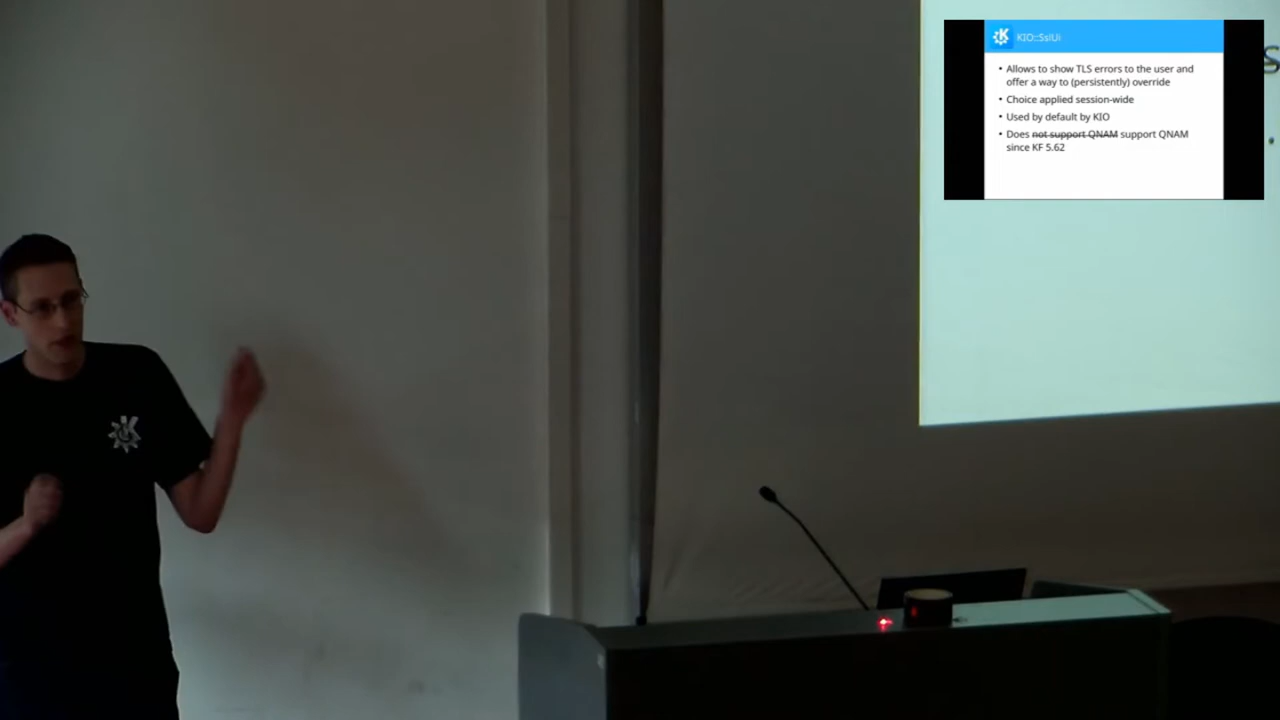 KIO::SslUi
• Allows to show TLS errors to the user and
offer a way to (persistently) override
• Choice applied session-wide
• Used by default by KIO
• Does not support QNAM support QNAM
since KF 5.62
s
.